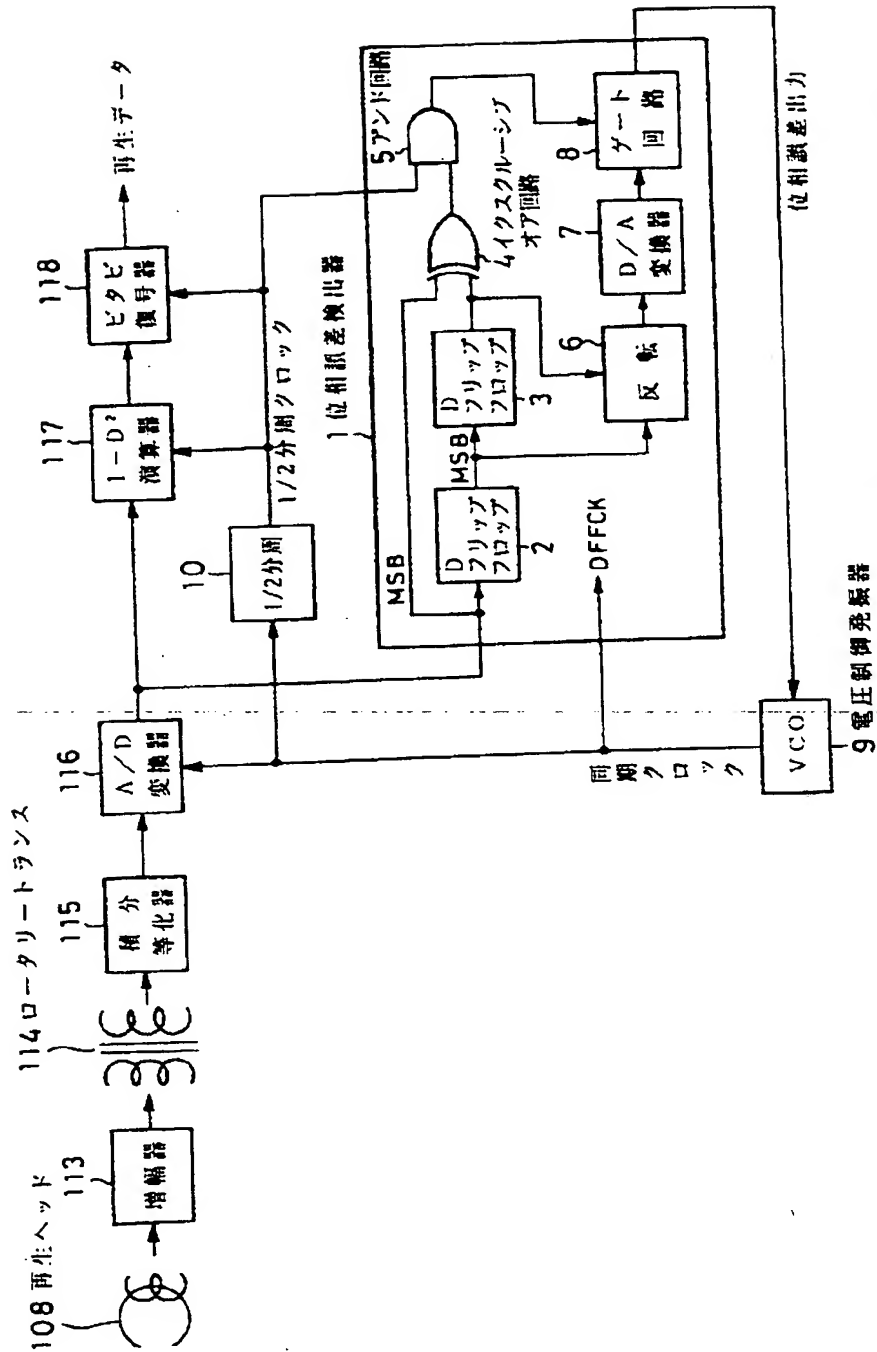 108 再生ヘッド
113
増幅器
114 ロータリートランス
115
積分
等化器
116
A/D
変換器
117
1-D²
演算器
118
ビタビ
復号器
再生データ
10
1/2分周
1/2分周クロック
1 位相誤差検出器
MSB
D
フリップ
フロップ
2
MSB
D
フリップ
フロップ
3
4 イクスクルーシブ
オア回路
5 アンド回路
6
反転
7
D/A
変換器
8
ゲート
回路
DFFCK
同期クロック
VCO
9 電圧制御発振器
位相誤差出力